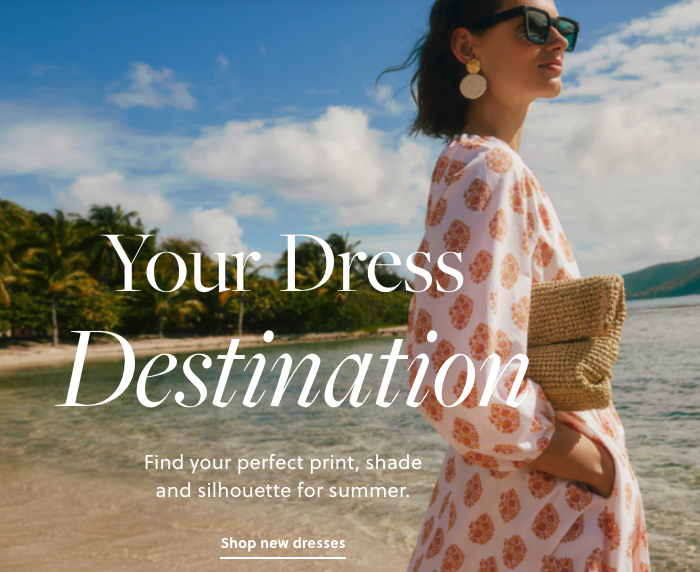 Your Dress
Destination
Find your perfect print, shade
and silhouette for summer.
Shop new dresses